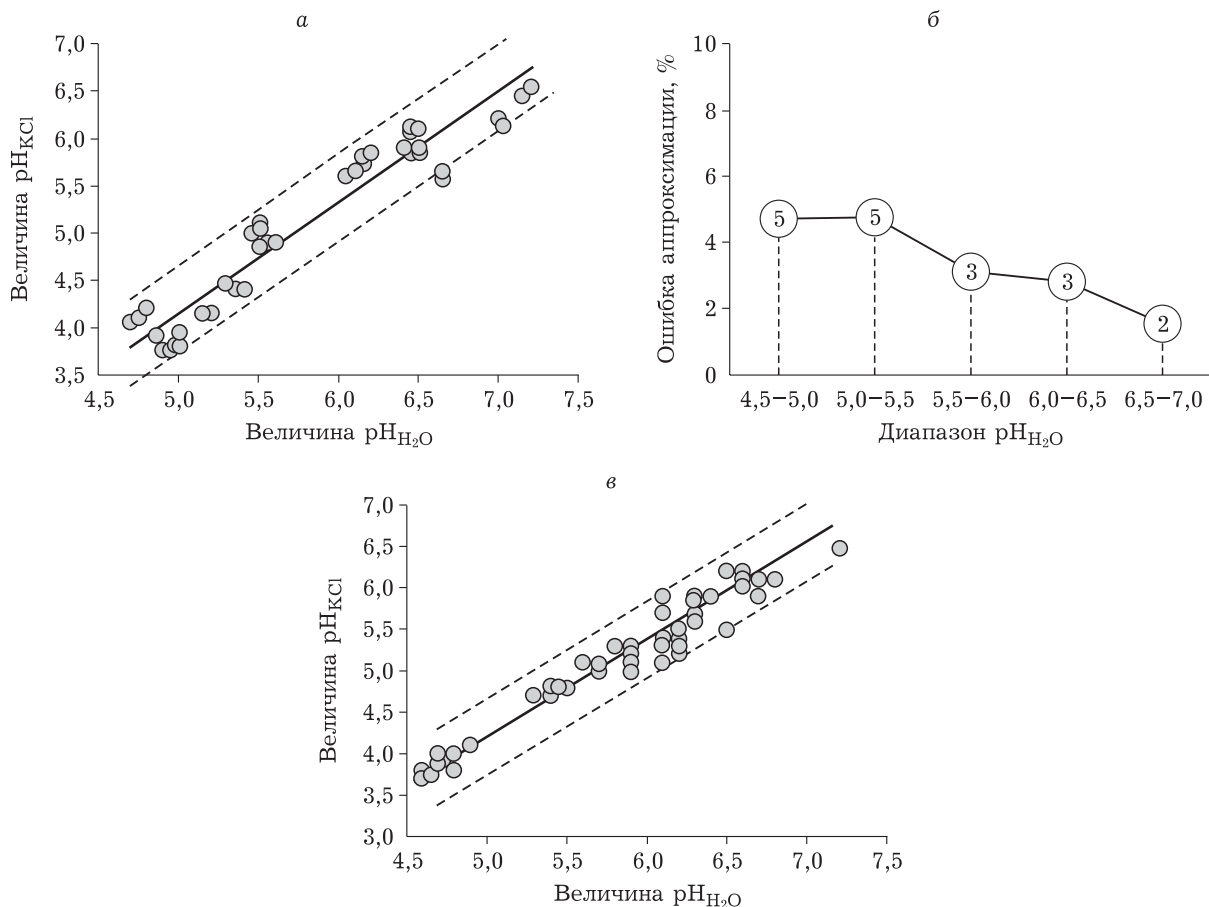 а
Величина pHKCl
7,0
6,5
6,0
5,5
5,0
4,5
4,0
3,5
4,5 5,0 5,5 6,0 6,5 7,0 7,5
Величина pHH2O
б
Ошибка аппроксимации, %
10
8
6
4
2
0
5 5 3 3 2
4,5–5,0 5,0–5,5 5,5–6,0 6,0–6,5 6,5–7,0
Диапазон pHH2O
в
Величина pHKCl
7,0
6,5
6,0
5,5
5,0
4,5
4,0
3,5
3,0
4,5 5,0 5,5 6,0 6,5 7,0 7,5
Величина pHH2O